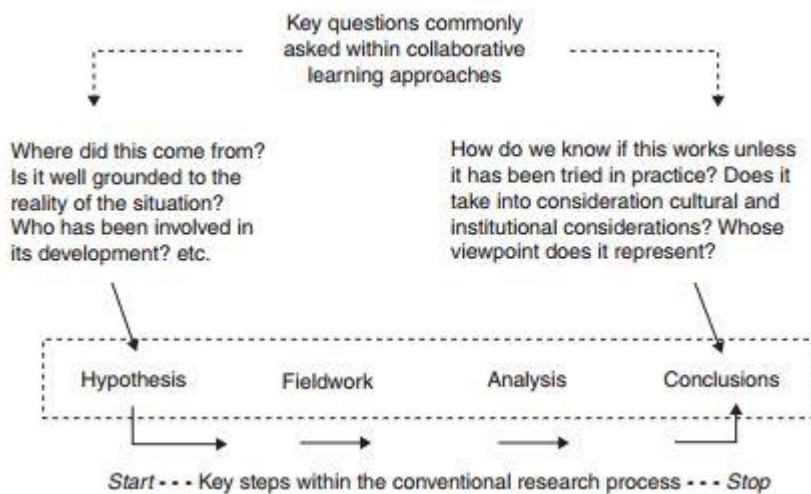 Key questions commonly
asked within collaborative
learning approaches
Where did this come from?
Is it well grounded to the
reality of the situation?
Who has been involved in
its development? etc.
How do we know if this works unless
it has been tried in practice? Does it
take into consideration cultural and
institutional considerations? Whose
viewpoint does it represent?
Hypothesis Fieldwork Analysis Conclusions
Start - - - Key steps within the conventional research process - - - Stop